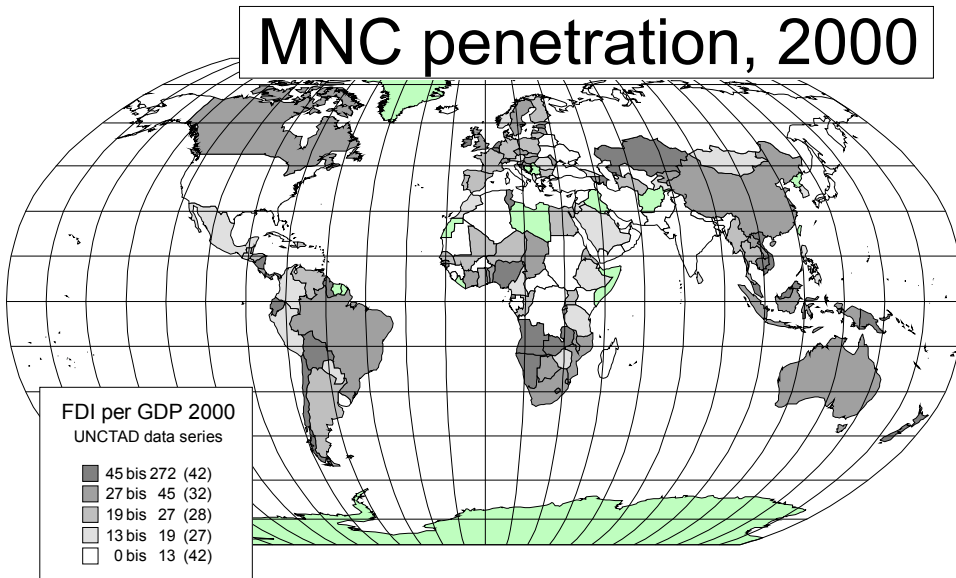 MNC penetration, 2000
FDI per GDP 2000
UNCTAD data series
45 bis 272 (42)
27 bis 45 (32)
19 bis 27 (28)
13 bis 19 (27)
0 bis 13 (42)